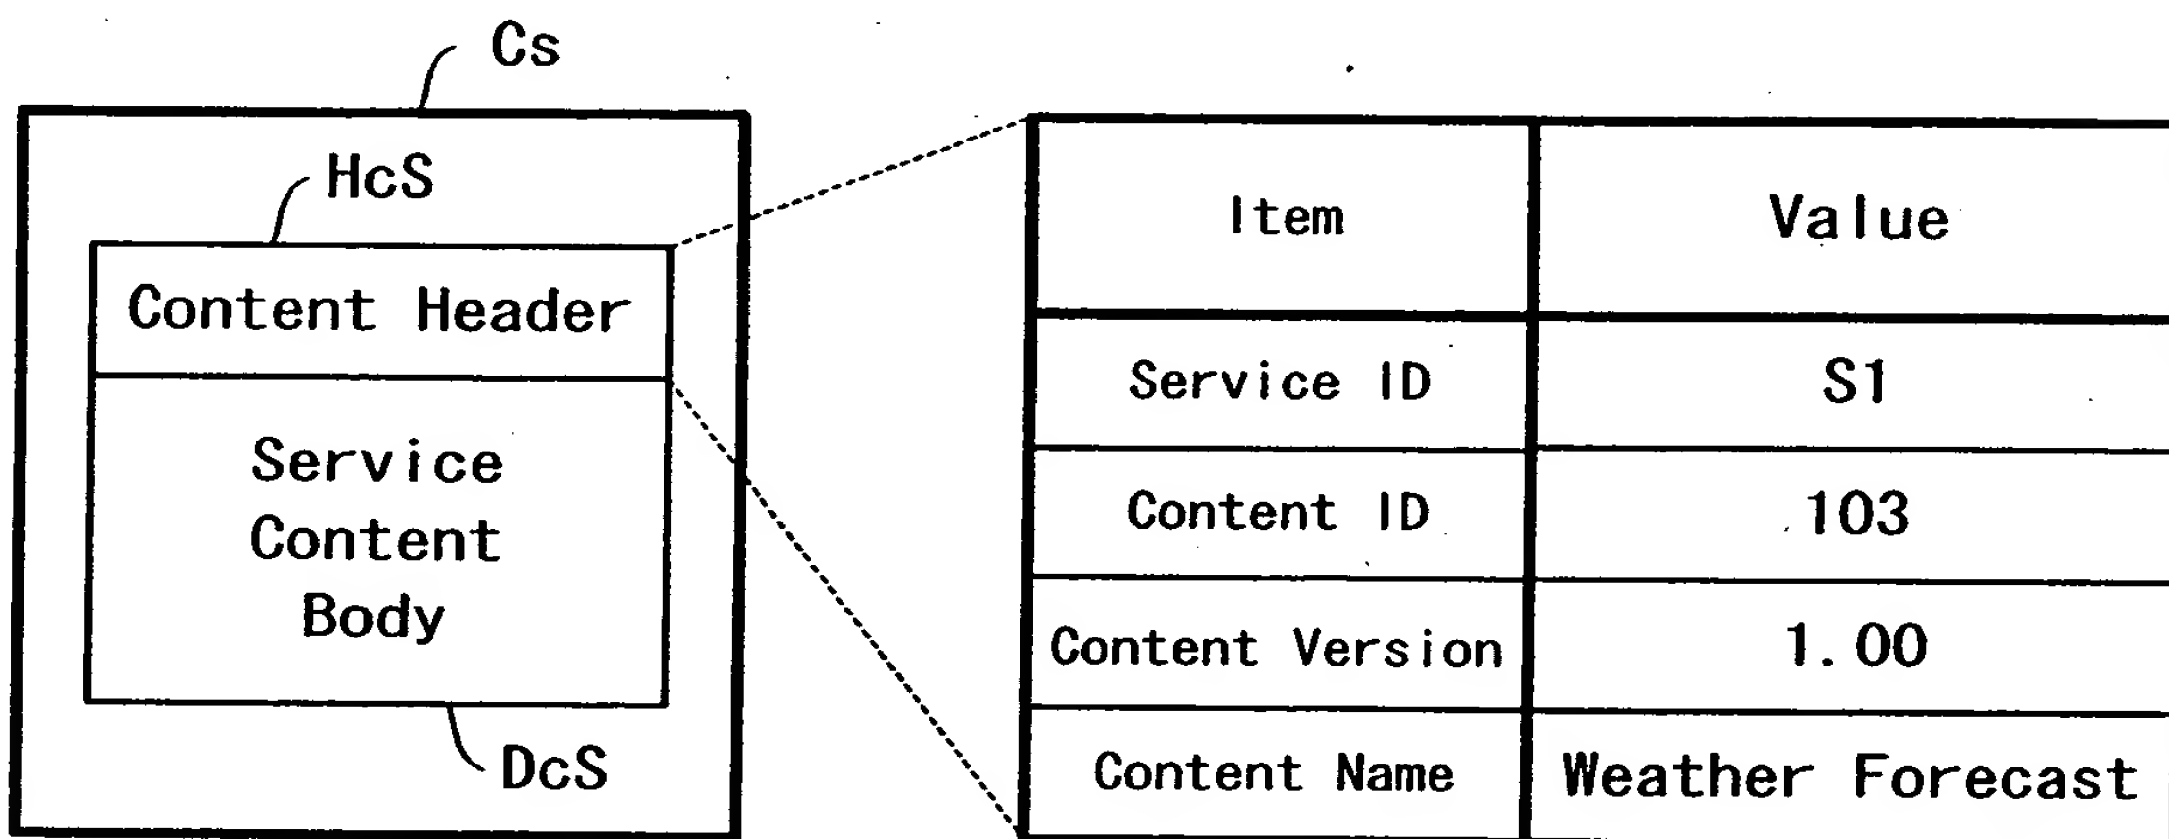 Cs
HcS
Content Header
Service
Content
Body
DcS
Item Value
Service ID S1
Content ID 103
Content Version 1.00
Content Name Weather Forecast